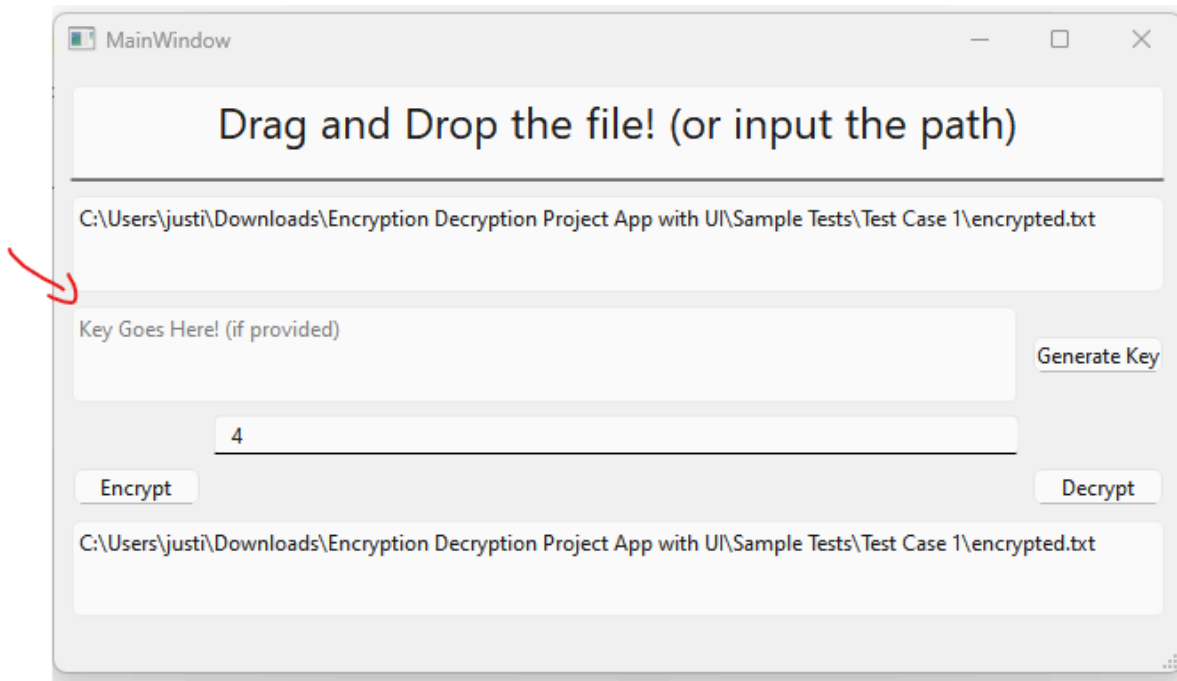 MainWindow
Drag and Drop the file! (or input the path)
C:\Users\justi\Downloads\Encryption Decryption Project App with UI\Sample Tests\Test Case 1\encrypted.txt
Key Goes Here! (if provided)
Generate Key
4
Encrypt
Decrypt
C:\Users\justi\Downloads\Encryption Decryption Project App with UI\Sample Tests\Test Case 1\encrypted.txt